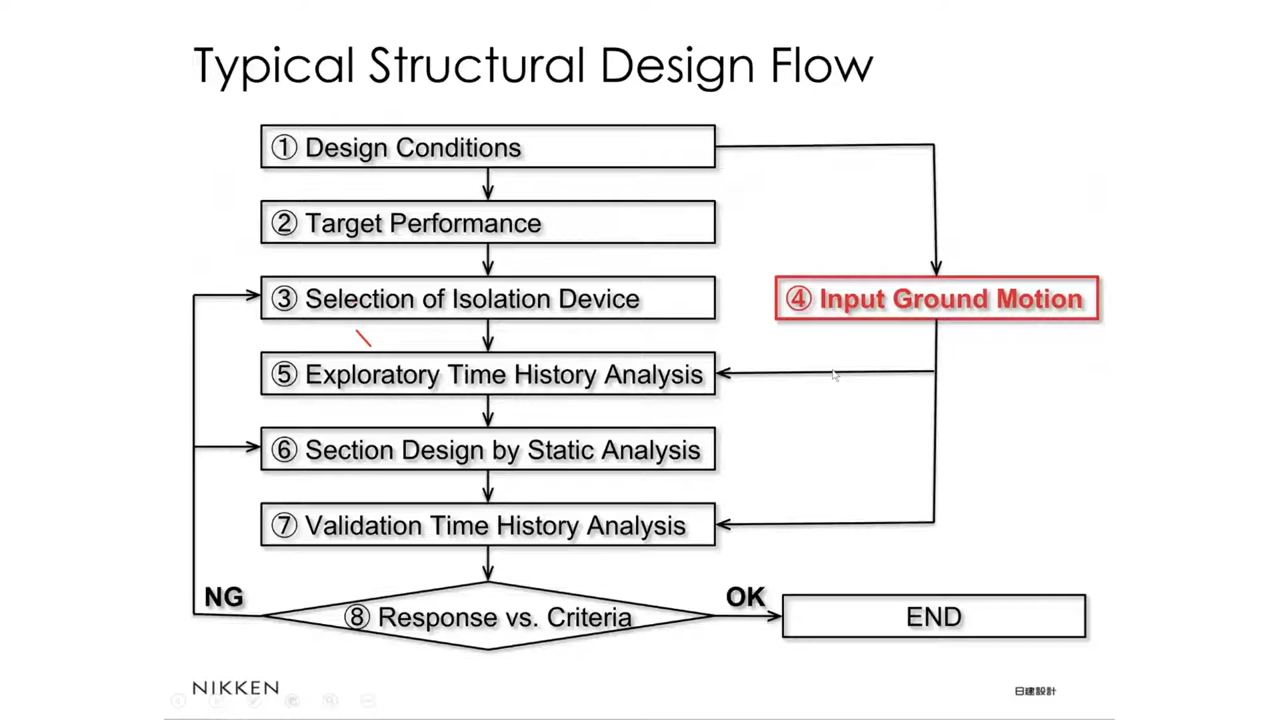 Typical Structural Design Flow
① Design Conditions
② Target Performance
③ Selection of Isolation Device
④ Input Ground Motion
⑤ Exploratory Time History Analysis
⑥ Section Design by Static Analysis
⑦ Validation Time History Analysis
NG
⑧ Response vs. Criteria
OK
END
NIKKEN
日建設計